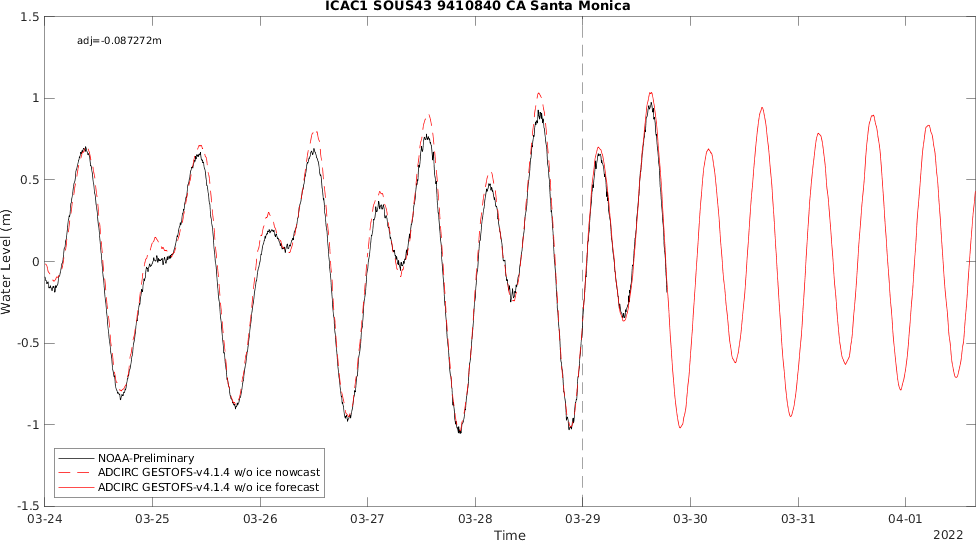 ICAC1 SOUS43 9410840 CA Santa Monica
1.5
adj=-0.087272m
1
0.5
0
-0.5
-1
-1.5
Water Level (m)
NOAA-Preliminary
ADCIRC GESTOFS-v4.1.4 w/o ice nowcast
ADCIRC GESTOFS-v4.1.4 w/o ice forecast
03-24 03-25 03-26 03-27 03-28 03-29 03-30 03-31 04-01
Time
2022